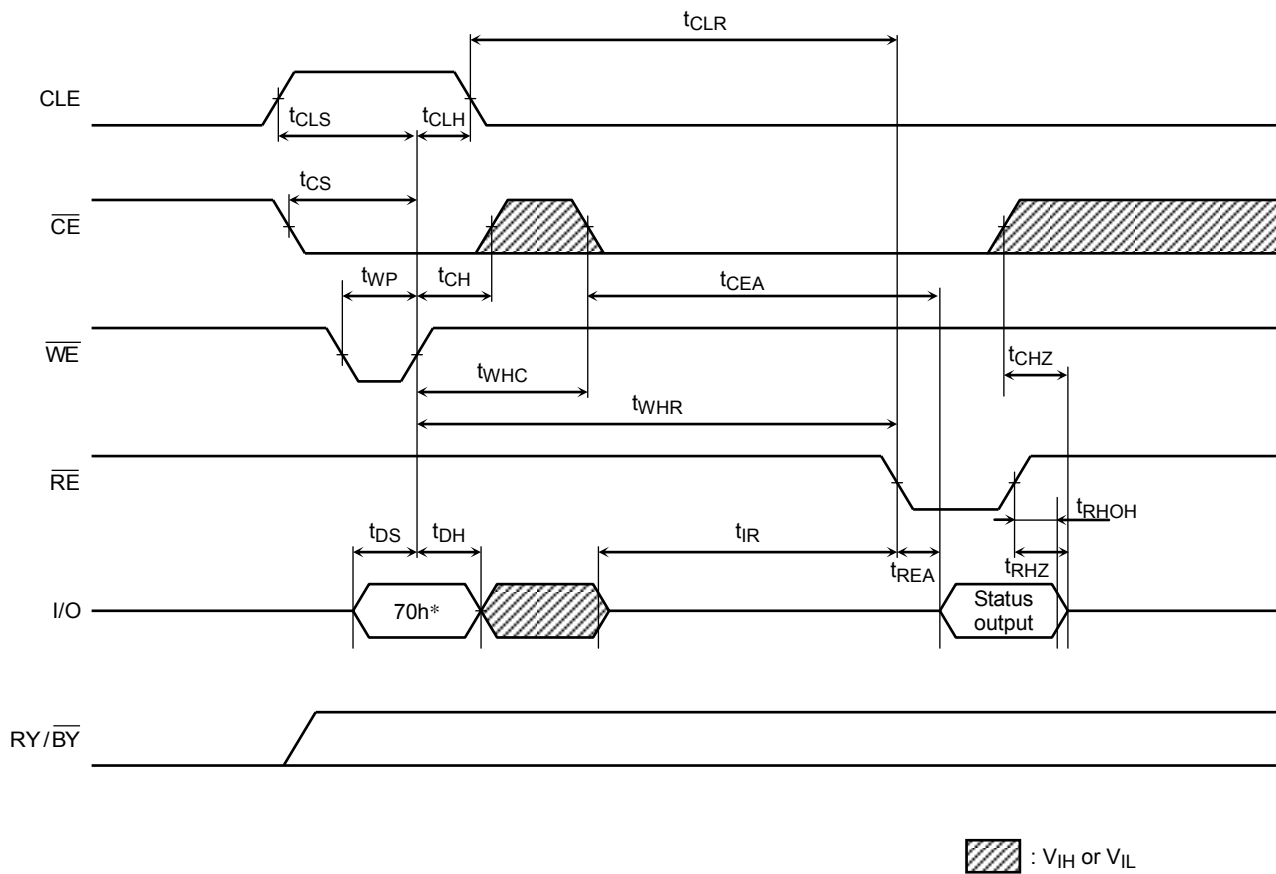 tCLR
CLE
tCLS
tCLH
tCS
CE
tWP
tCH
tCEA
WE
tCHZ
tWHC
tWHR
RE
tRHOH
tDS
tDH
tIR
tREA
tRHZ
I/O
70h*
Status
output
RY/BY
: VIH or VIL